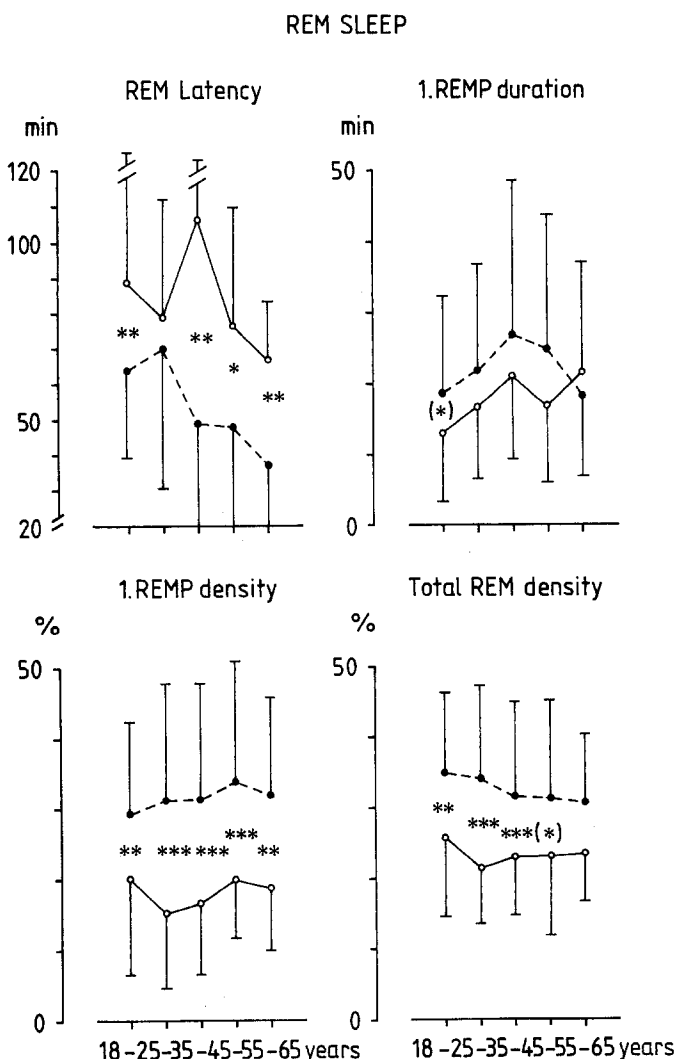 REM SLEEP
REM Latency
min
120
100
50
20
**
**
*
**
1.REMP duration
min
50
0
(*)
1.REMP density
%
50
0
**
***
***
***
**
18-25-35-45-55-65 years
Total REM density
%
50
0
**
***
***
(*)
18-25-35-45-55-65 years